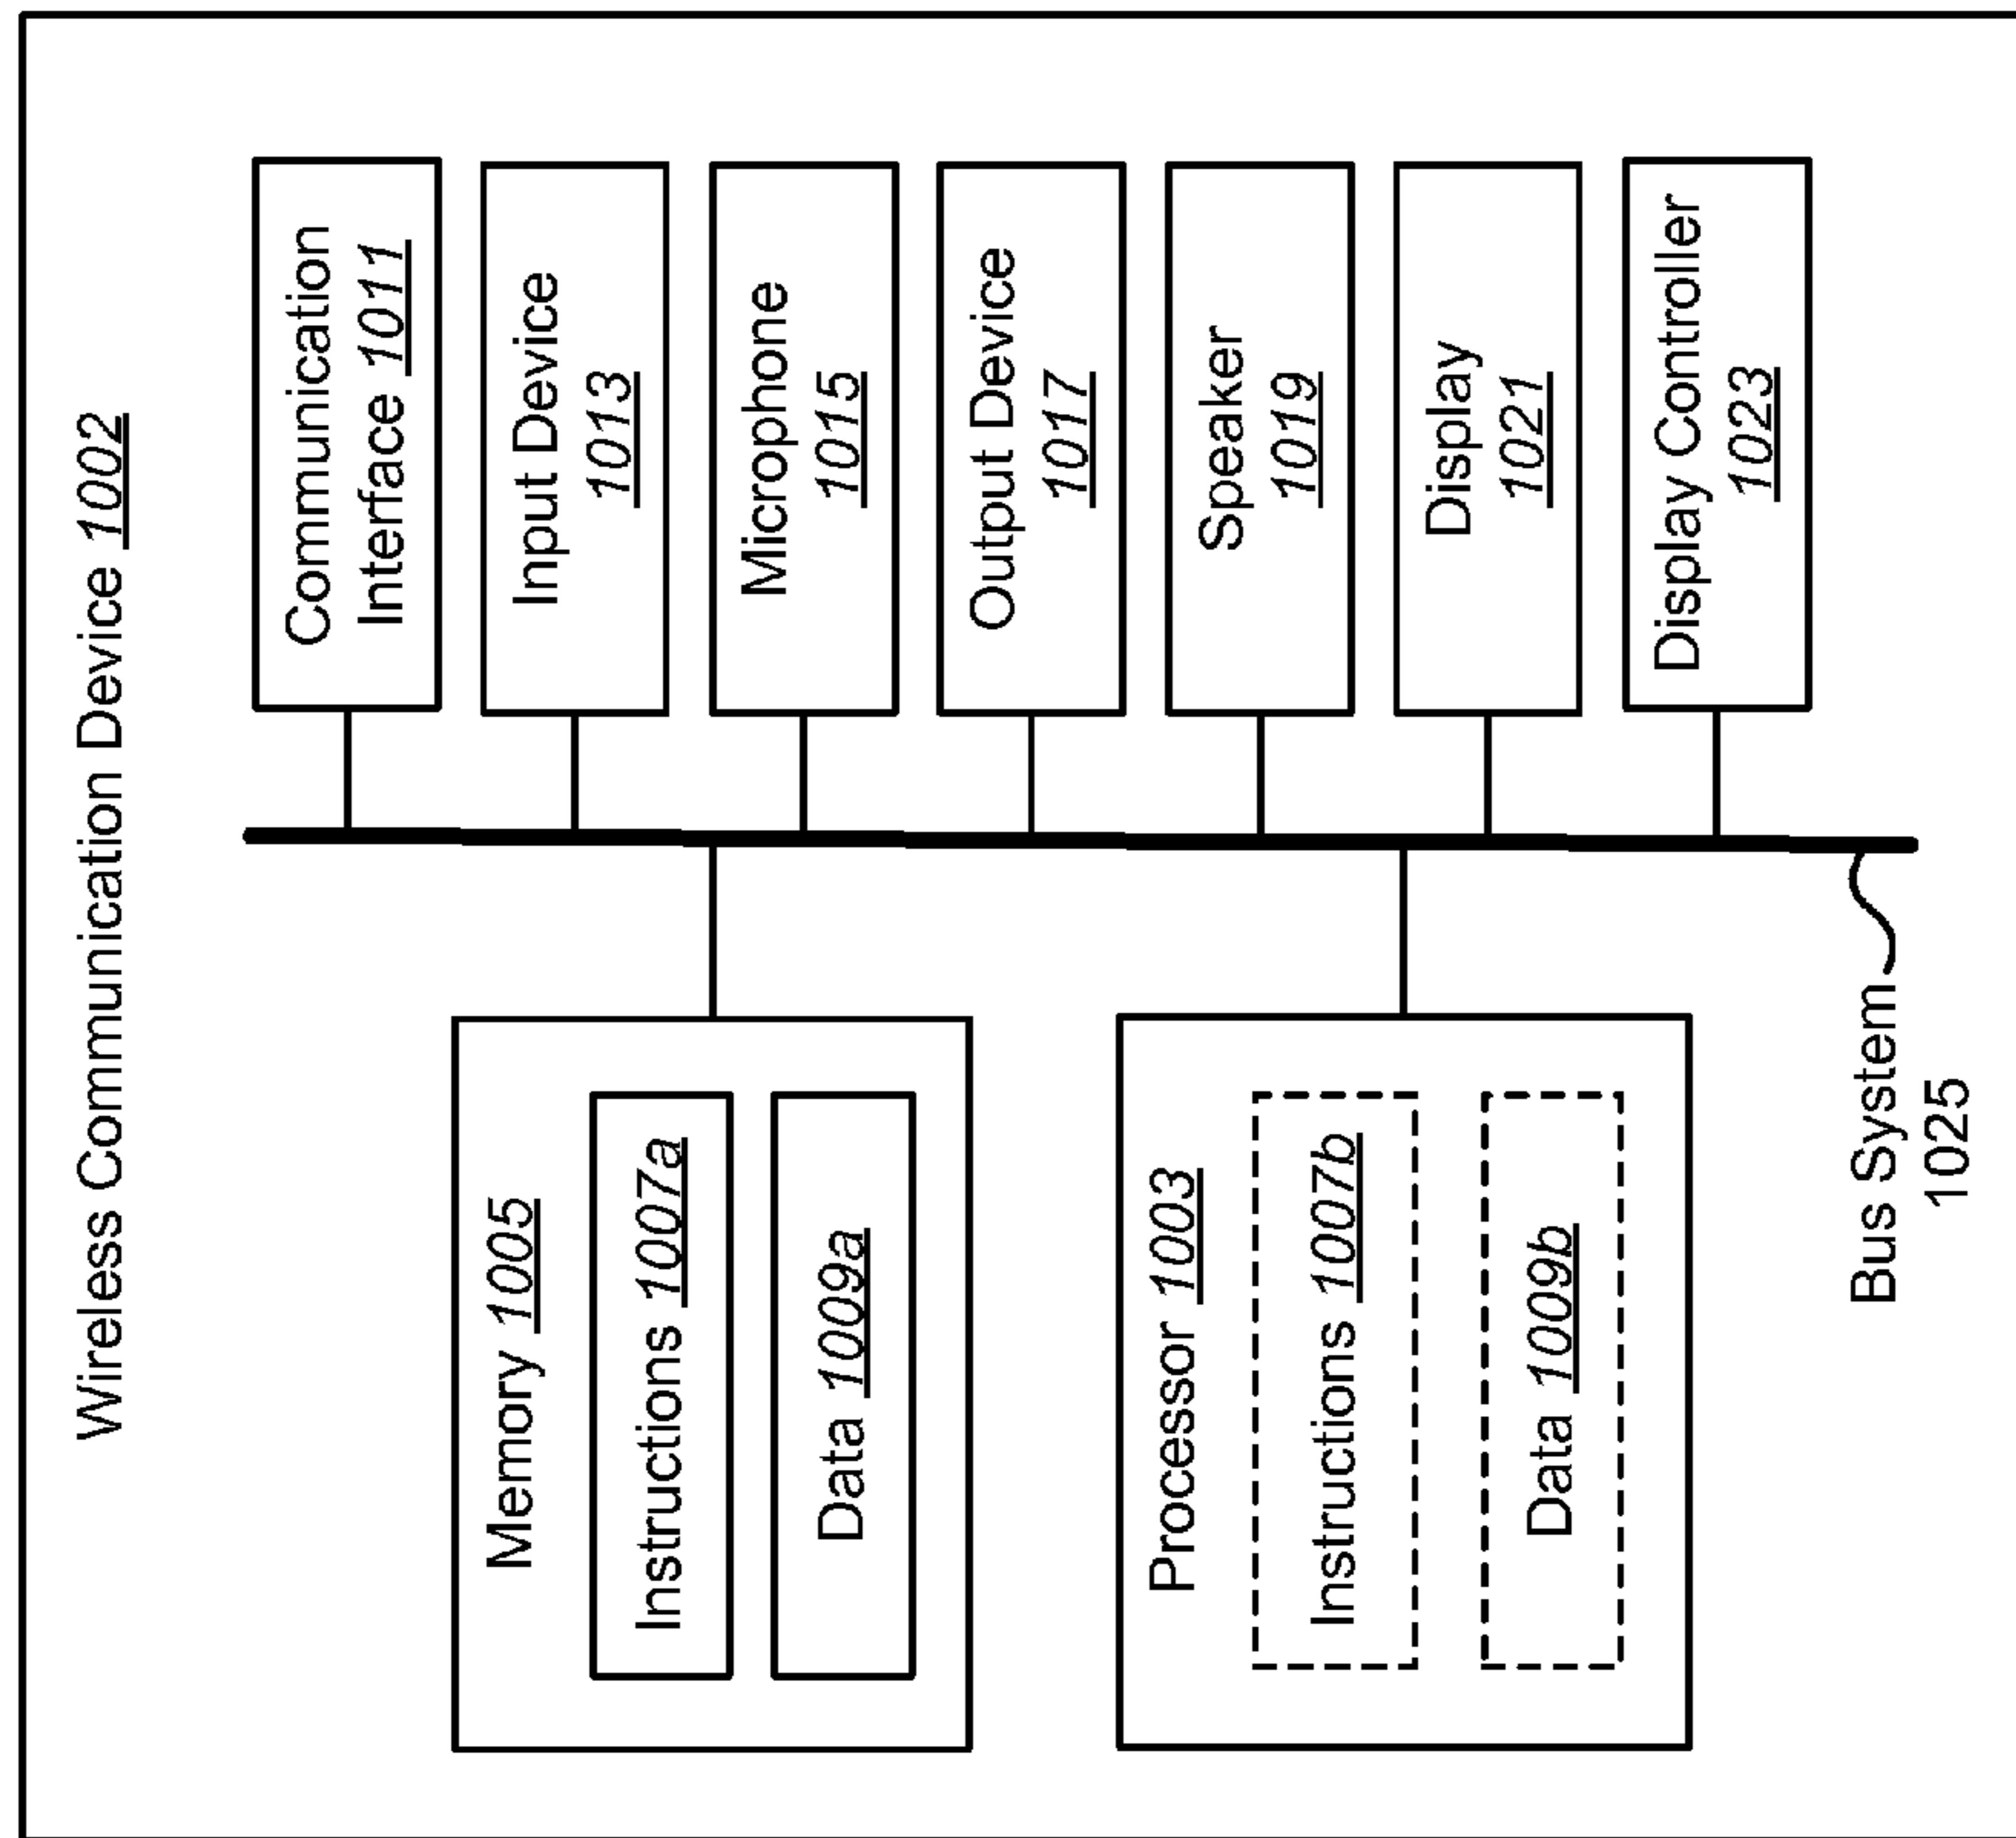 Wireless Communication Device 1002
Memory 1005
Instructions 1007a
Data 1009a
Processor 1003
Instructions 1007b
Data 1009b
Communication
Interface 1011
Input Device
1013
Microphone
1015
Output Device
1017
Speaker
1019
Display
1021
Display Controller
1023
Bus System
1025